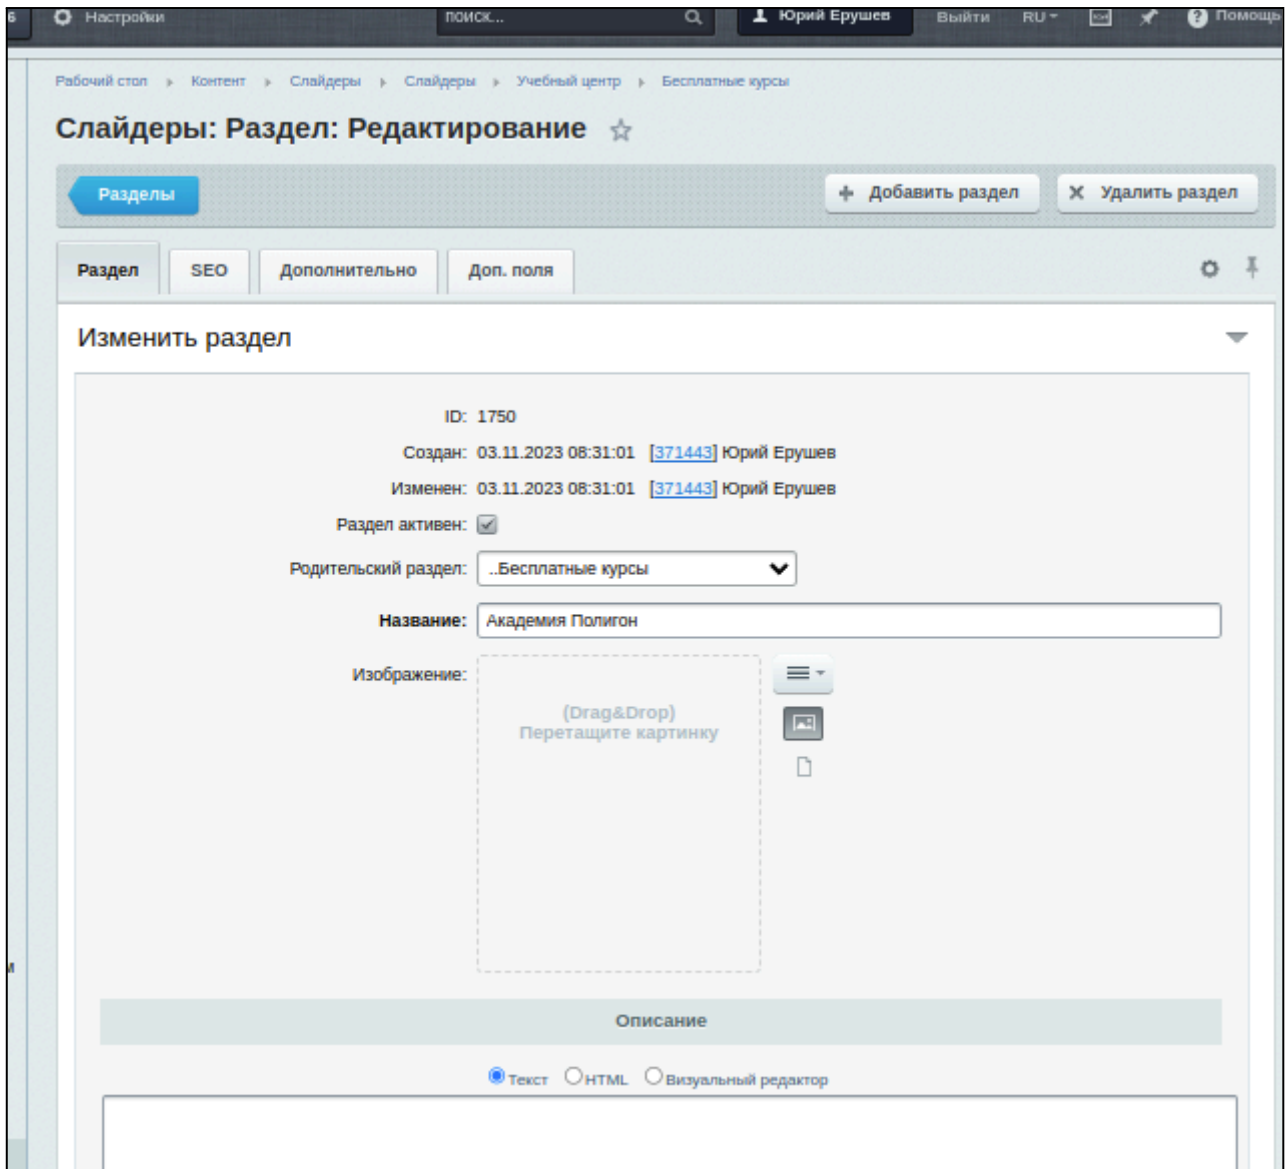 6 Настройки поиск... Юрий Ерушев Выйти RU Помощь
Рабочий стол Контент Слайдеры Слайдеры Учебный центр Бесплатные курсы
Слайдеры: Раздел: Редактирование
Разделы Добавить раздел Удалить раздел
Раздел SEO Дополнительно Доп. поля
Изменить раздел
ID: 1750
Создан: 03.11.2023 08:31:01 [371443] Юрий Ерушев
Изменен: 03.11.2023 08:31:01 [371443] Юрий Ерушев
Раздел активен:
Родительский раздел: ..Бесплатные курсы
Название: Академия Полигон
Изображение:
(Drag&Drop)
Перетащите картинку
м
Описание
Текст HTML Визуальный редактор